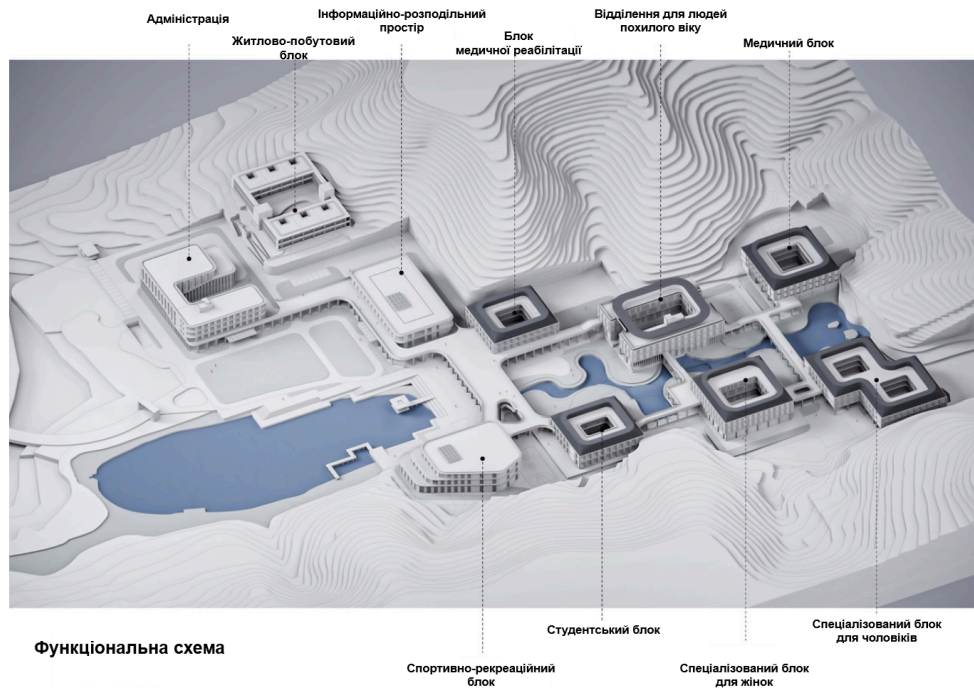 Адміністрація
Інформаційно-розподільний
простір
Житлово-побутовий
блок
Блок
медичної реабілітації
Відділення для людей
похилого віку
Медичний блок
Студентський блок
Спеціалізований блок
для чоловіків
Функціональна схема
Спортивно-рекреаційний
блок
Спеціалізований блок
для жінок